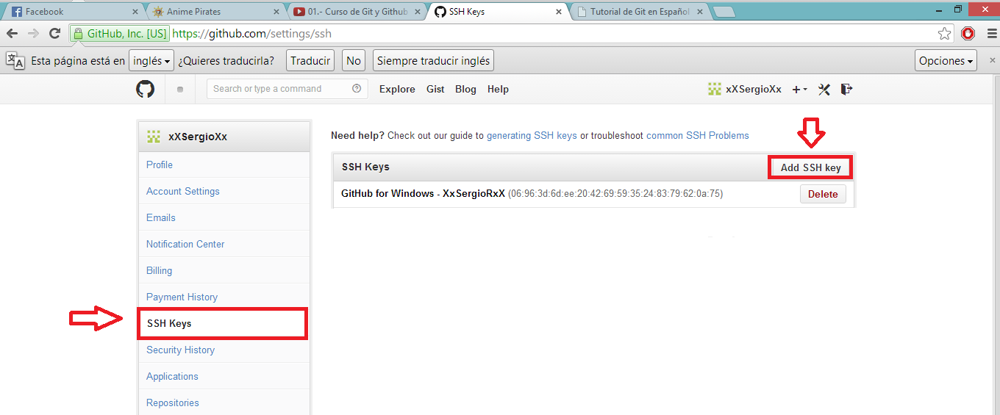 Facebook
Anime Pirates
01.- Curso de Git y Github
SSH Keys
Tutorial de Git en Español
GitHub, Inc. [US] https://github.com/settings/ssh
Esta página está en inglés ¿Quieres traducirla? Traducir No Siempre traducir inglés Opciones
Search or type a command Explore Gist Blog Help xXSergioXx
xXSergioXx
Profile
Account Settings
Emails
Notification Center
Billing
Payment History
SSH Keys
Security History
Applications
Repositories
Need help? Check out our guide to generating SSH keys or troubleshoot common SSH Problems
SSH Keys Add SSH key
GitHub for Windows - XxSergioRxX (06:96:3d:6d:ee:20:42:69:59:35:24:83:79:62:0a:75) Delete